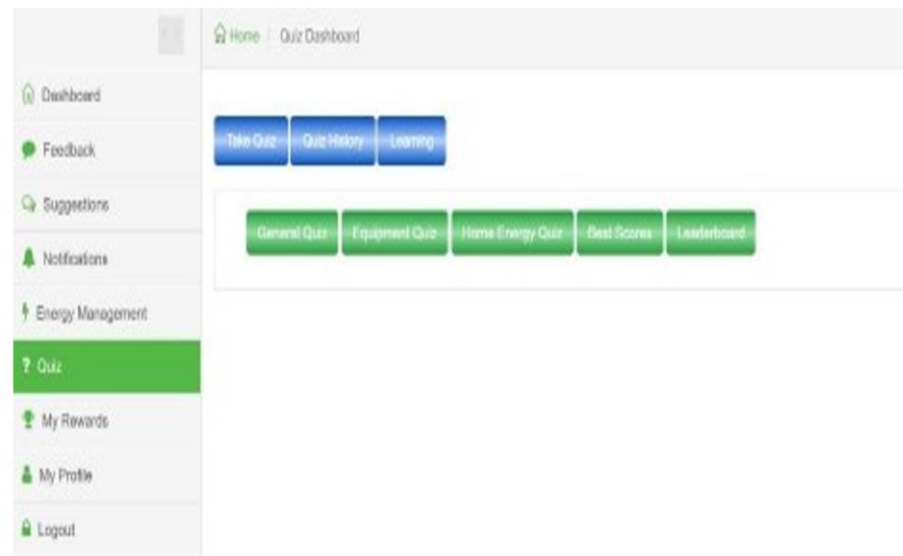 Home / Quiz Dashboard
Dashboard
Feedback
Suggestions
Notifications
Energy Management
? Quiz
My Rewards
My Profile
Logout
Take Quiz Quiz History Learning
General Quiz Equipment Quiz Home Energy Quiz Best Scores Leaderboard